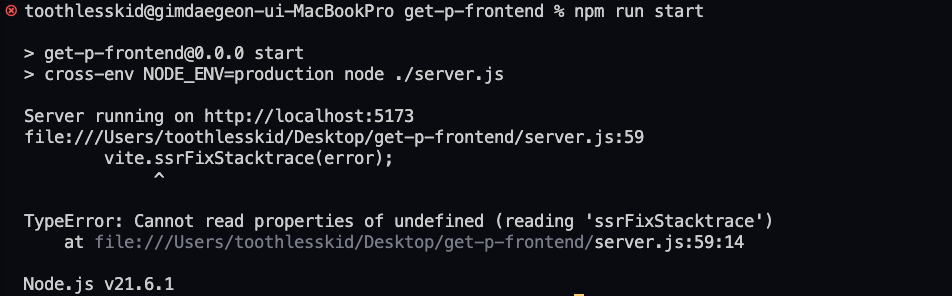 toothlesskid@gimdaegeon-ui-MacBookPro get-p-frontend % npm run start
> get-p-frontend@0.0.0 start
> cross-env NODE_ENV=production node ./server.js
Server running on http://localhost:5173
file:///Users/toothlesskid/Desktop/get-p-frontend/server.js:59
        vite.ssrFixStacktrace(error);
             ^
TypeError: Cannot read properties of undefined (reading 'ssrFixStacktrace')
    at file:///Users/toothlesskid/Desktop/get-p-frontend/server.js:59:14
Node.js v21.6.1